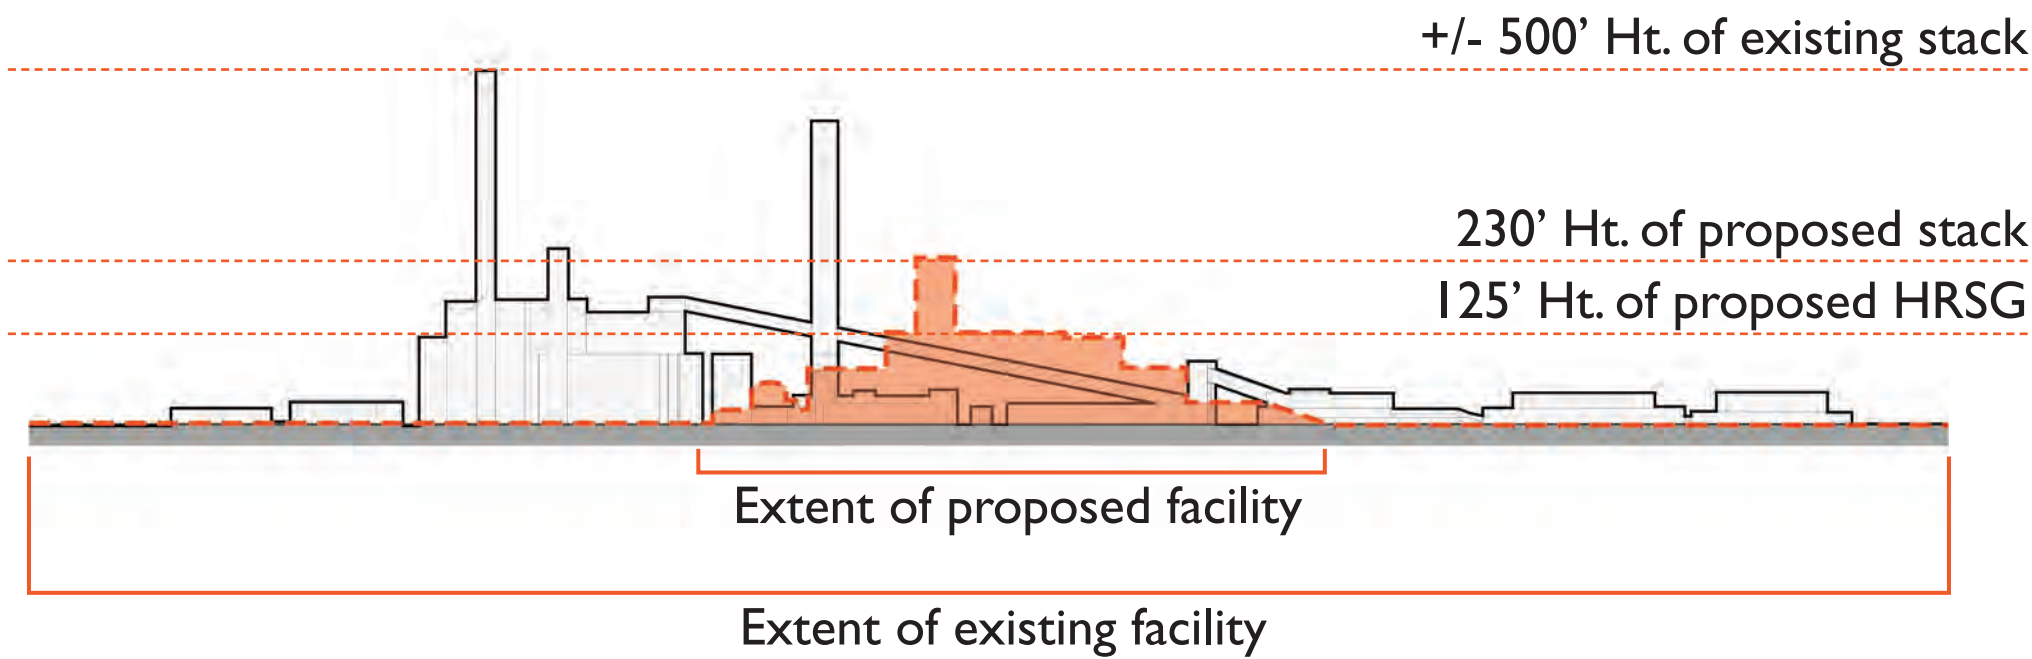 +/- 500’ Ht. of existing stack
230’ Ht. of proposed stack
125’ Ht. of proposed HRSG
Extent of proposed facility
Extent of existing facility